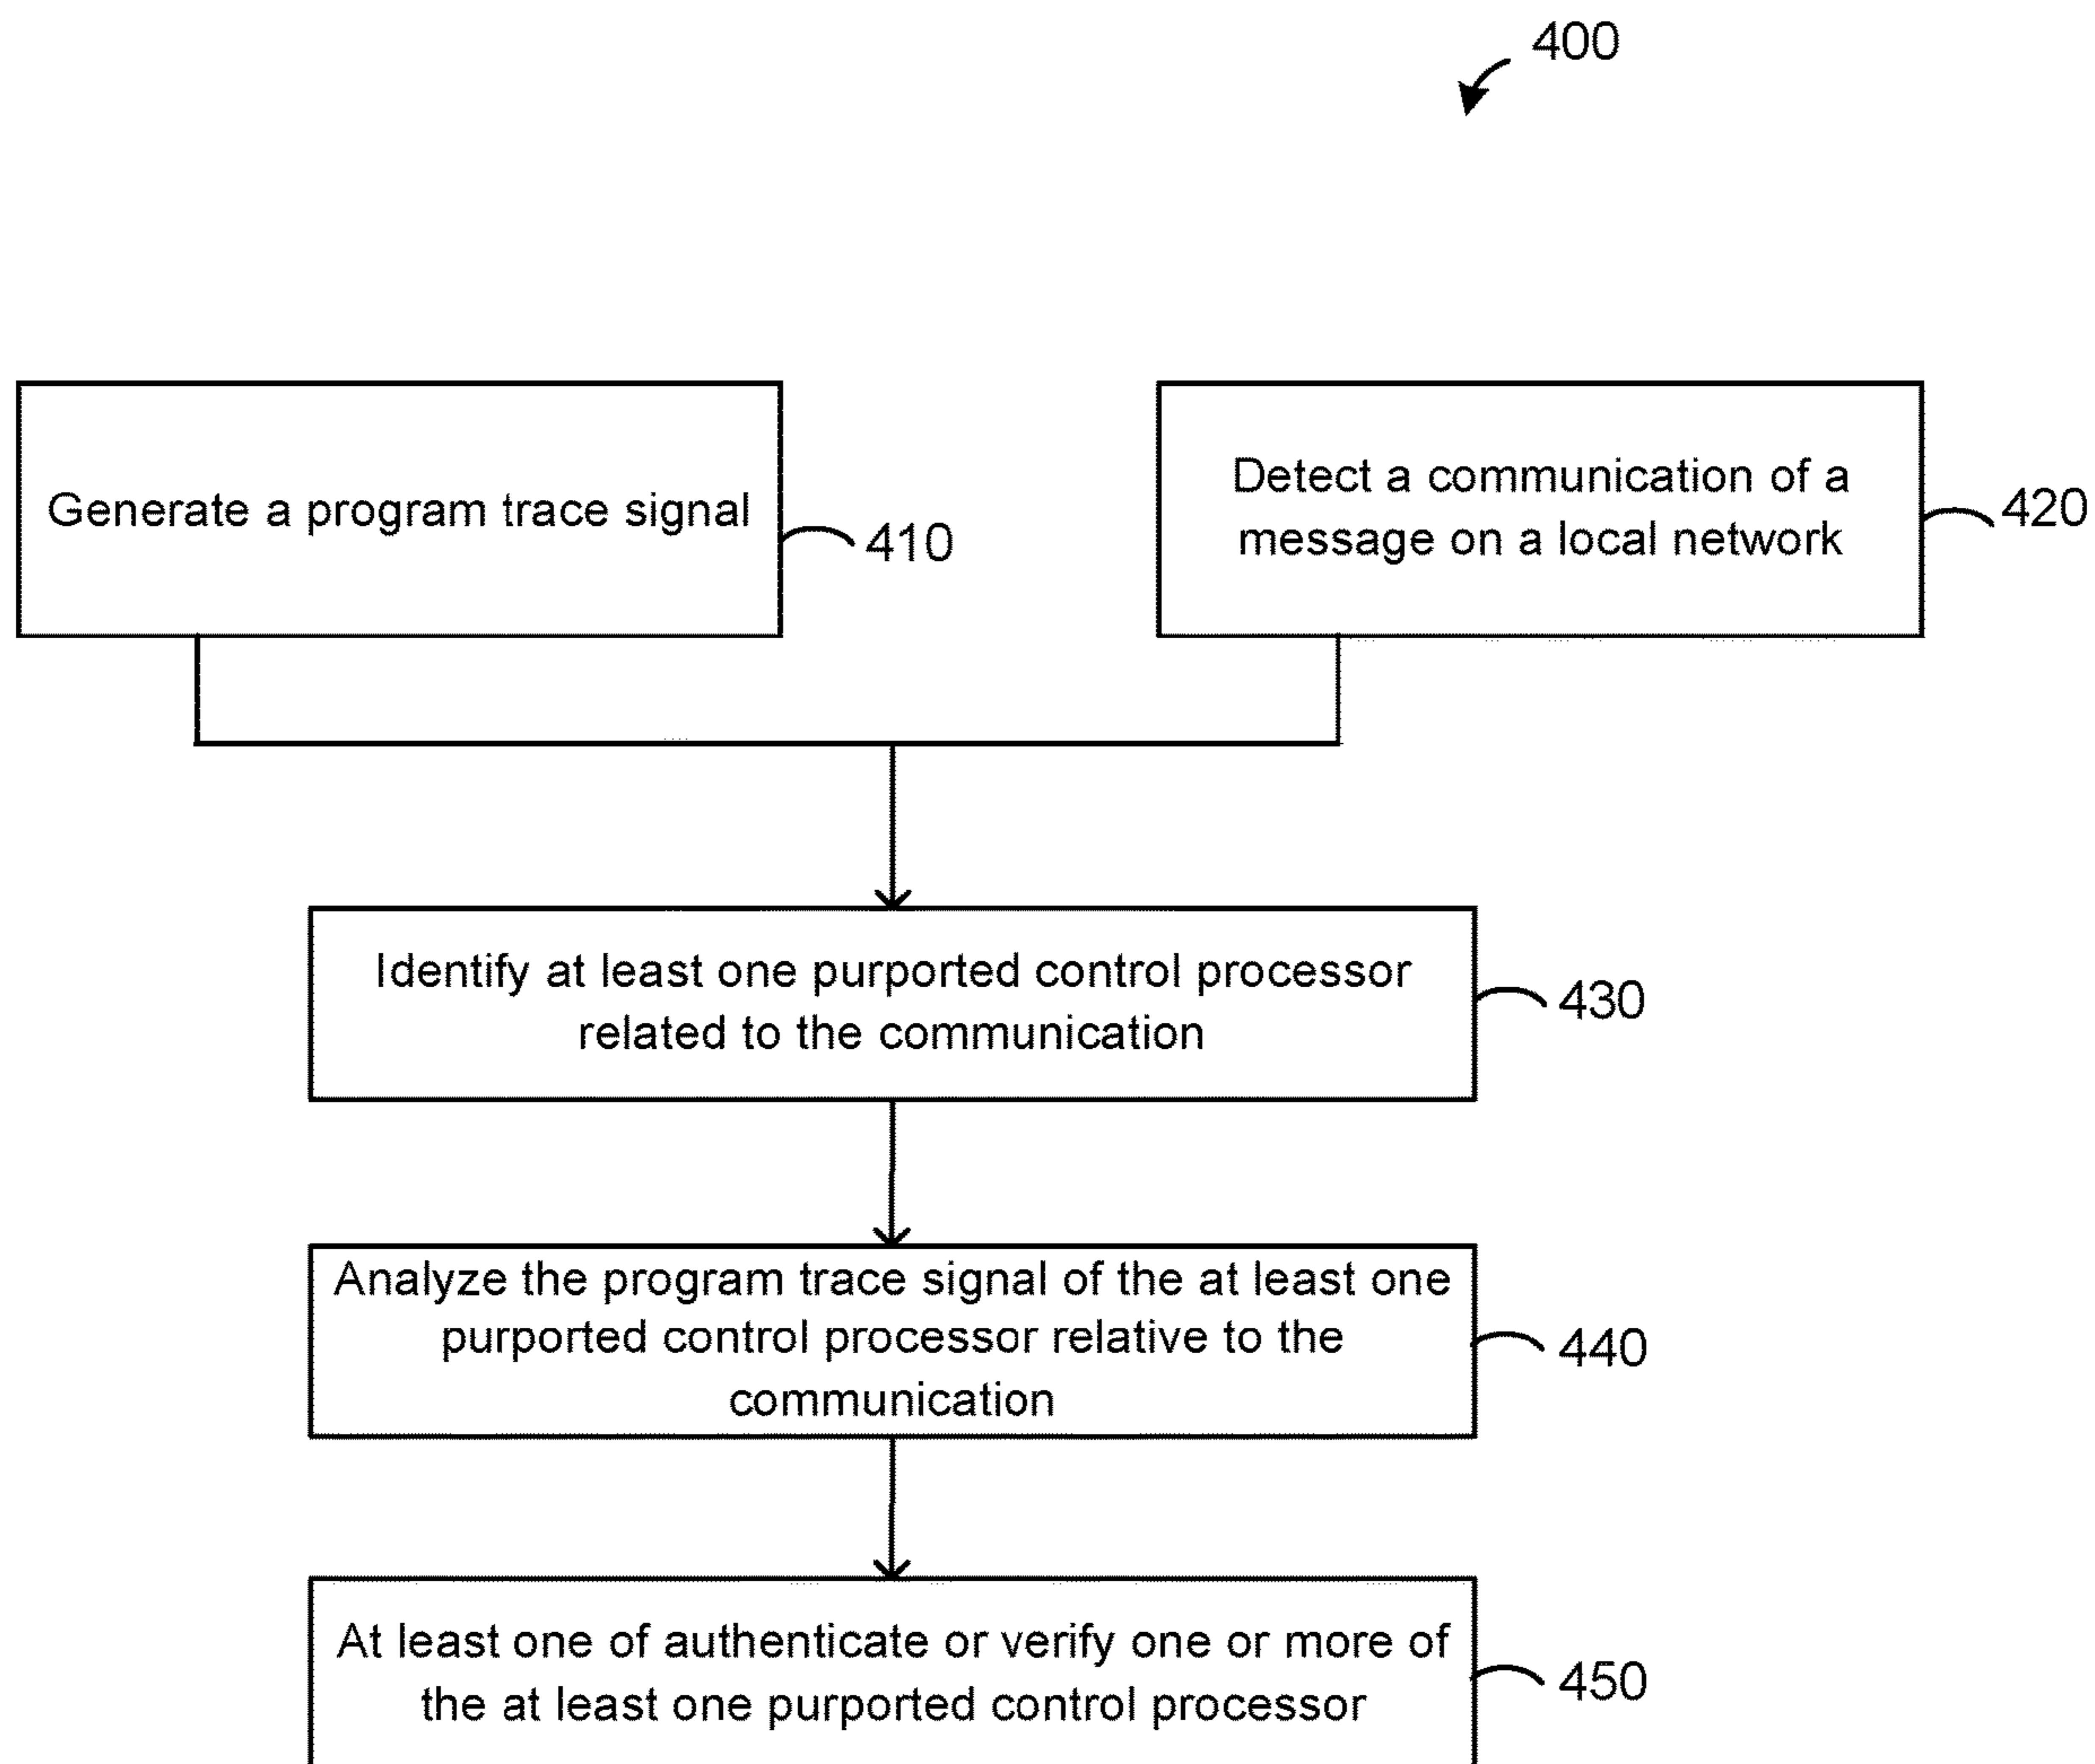 400
Generate a program trace signal
410
Detect a communication of a
message on a local network
420
Identify at least one purported control processor
related to the communication
430
Analyze the program trace signal of the at least one
purported control processor relative to the
communication
440
At least one of authenticate or verify one or more of
the at least one purported control processor
450